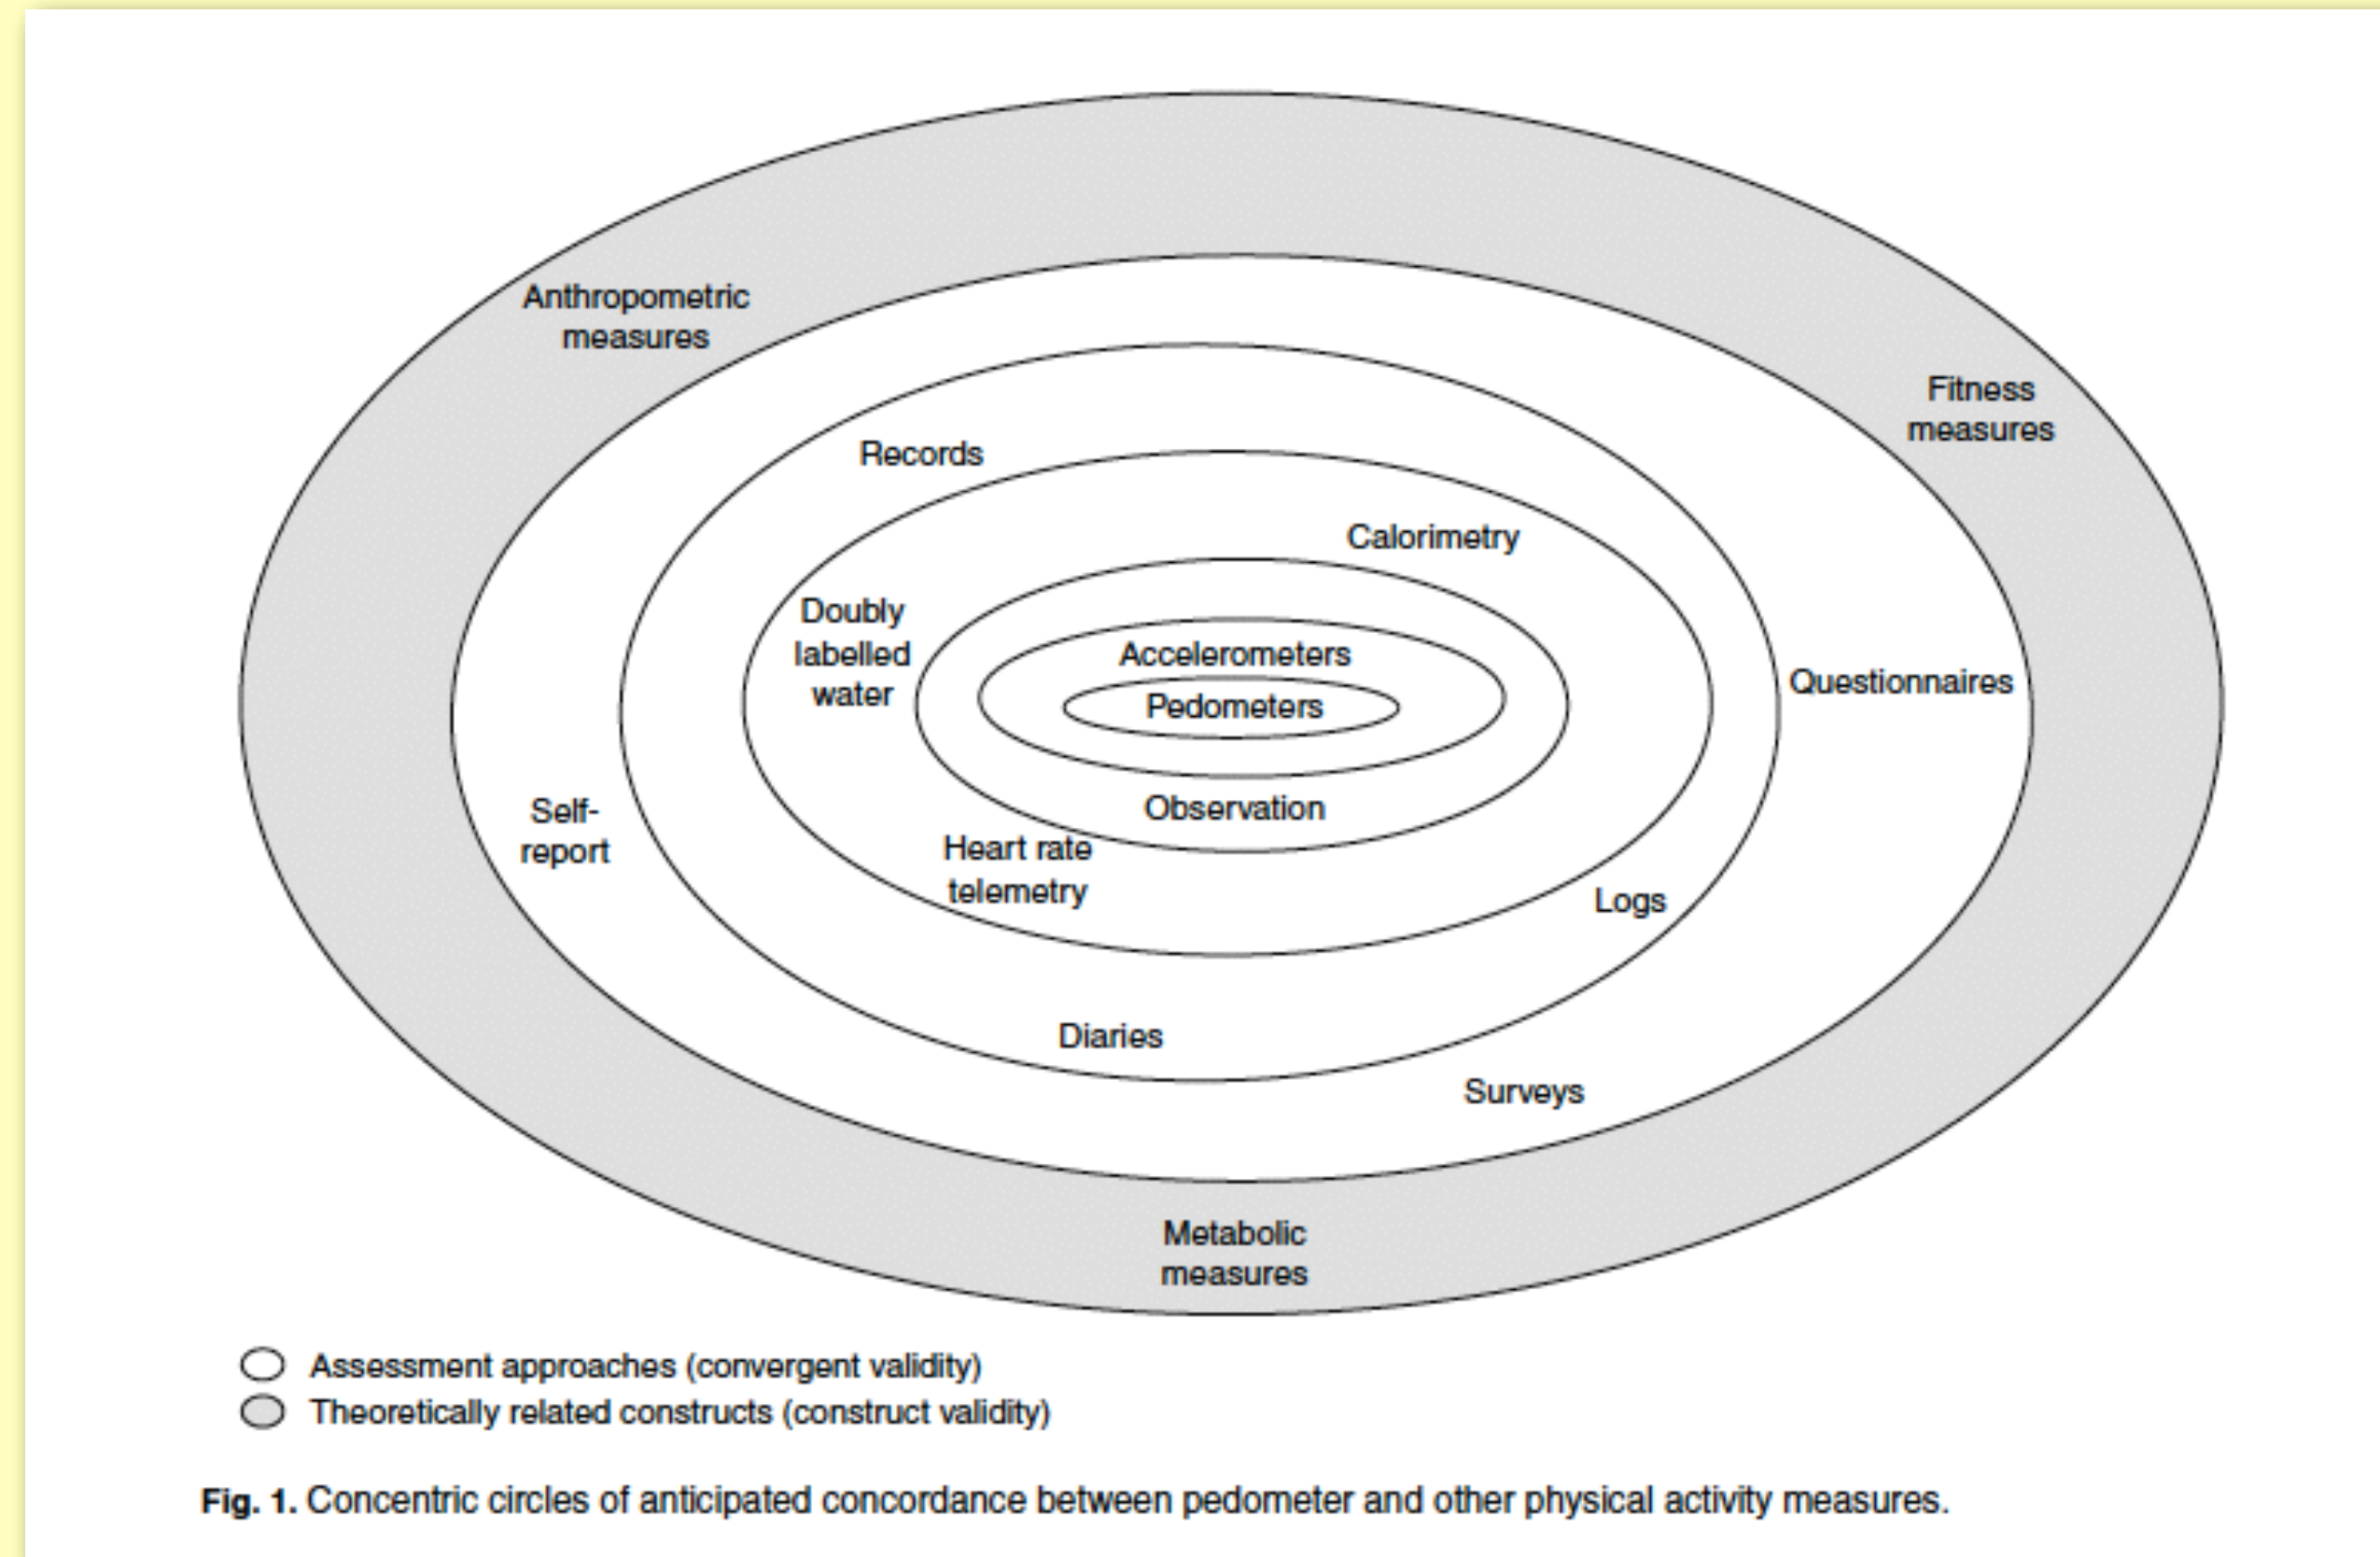 Anthropometric
measures
Fitness
measures
Records
Calorimetry
Doubly
labelled
water
Accelerometers
Pedometers
Questionnaires
Self-
report
Observation
Heart rate
telemetry
Logs
Diaries
Surveys
Metabolic
measures
Assessment approaches (convergent validity)
Theoretically related constructs (construct validity)
Fig. 1. Concentric circles of anticipated concordance between pedometer and other physical activity measures.